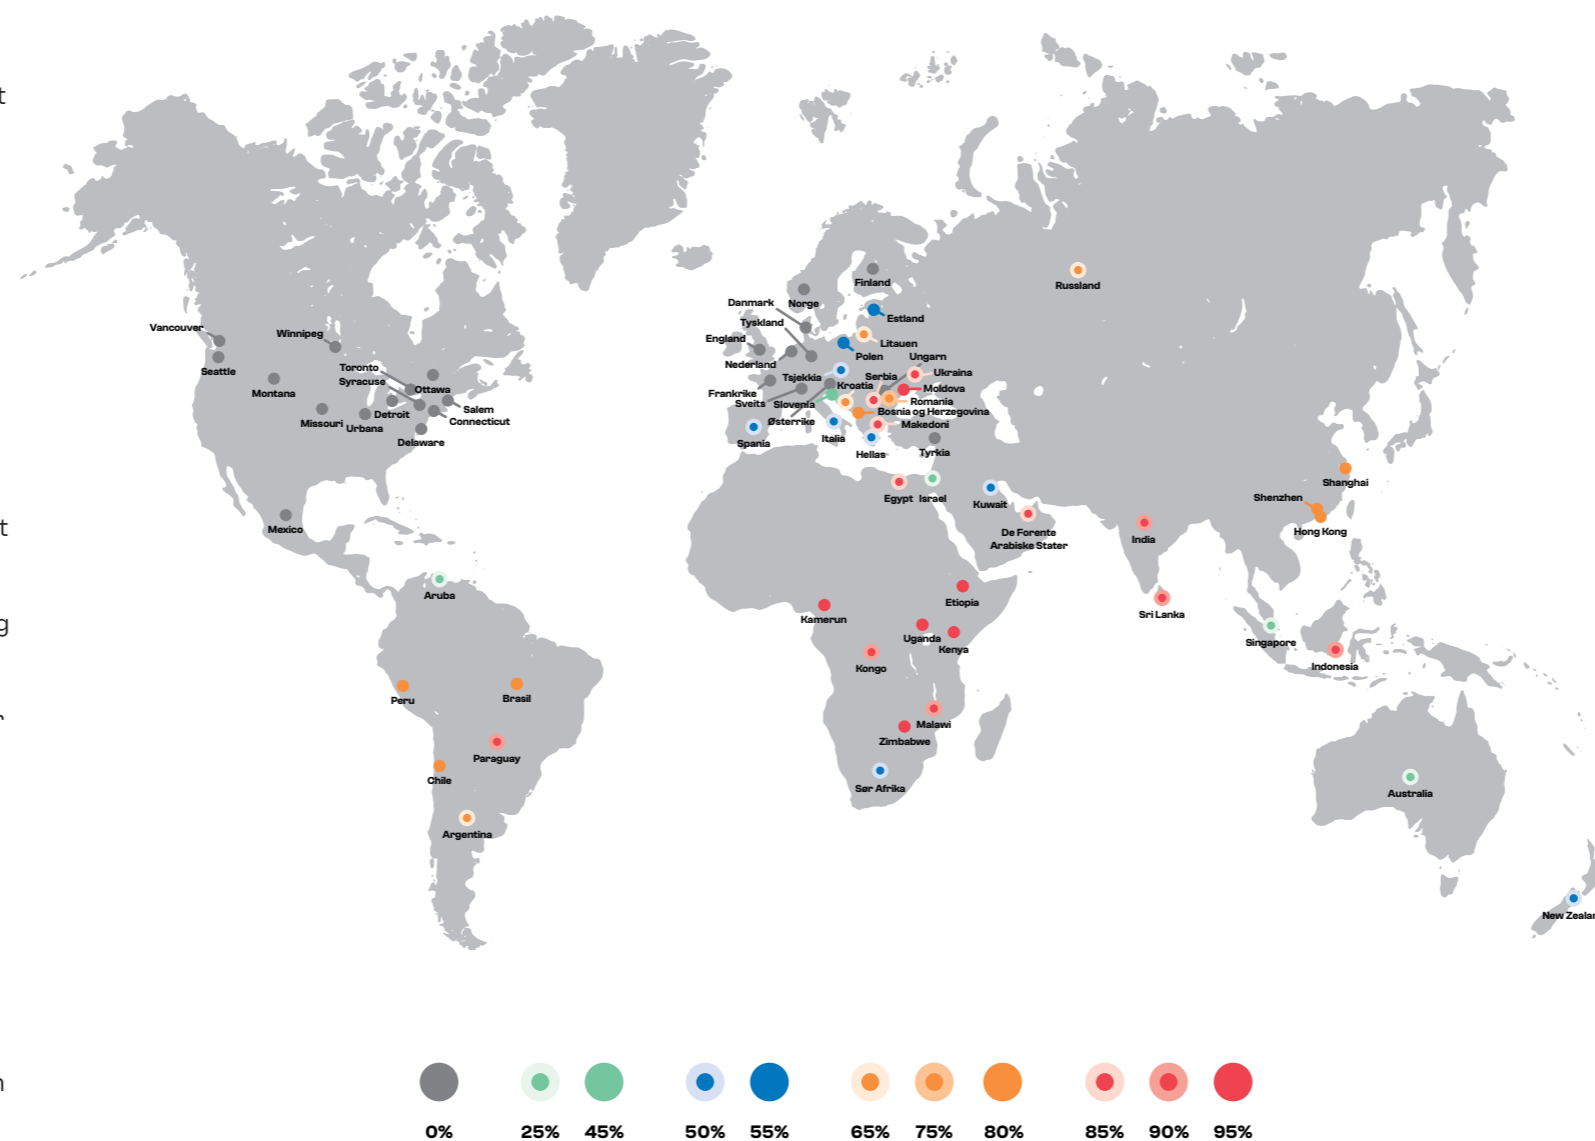 t
t
g
n
Finland
Russland
Norge
Danmark
Estland
Tyskland
Vancouver
Winnipeg
England
Litauen
Polen
Ungarn
Nederland
Toronto
Seattle
Tsjekkia
Serbia
Ukraina
Syracuse
Ottawa
Kroatia
Moldova
Montana
Frankrike
Sveits
Slovenia
Romania
Salem
Detroit
Bosnia og Herzegovina
Missouri
Urbana
Connecticut
Østerrike
Makedoni
Delaware
Spania
Italia
Hellas
Tyrkia
Shanghai
Egypt
Israel
Kuwait
Shenzhen
Mexico
De Forente
Arabiske Stater
India
Hong Kong
Aruba
Etiopia
Kamerun
Sri Lanka
Uganda
Kenya
Singapore
Kongo
Indonesia
Peru
Brasil
Malawi
Zimbabwe
Paraguay
Chile
Sør Afrika
Australia
Argentina
New Zealan
0% 25% 45% 50% 55% 65% 75% 80% 85% 90% 95%